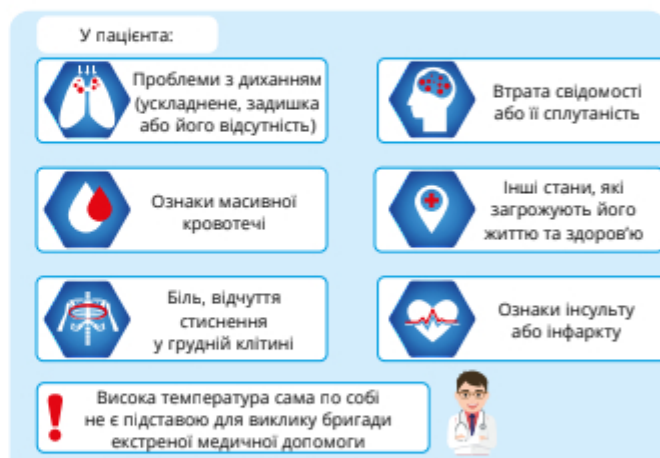 У пацієнта:
Проблеми з диханням
(ускладнене, задишка
або його відсутність)
Втрата свідомості
або її сплутаність
Ознаки масивної
кровотечі
Інші стани, які
загрожують його
життю та здоров’ю
Біль, відчуття
стиснення
у грудній клітині
Ознаки інсульту
або інфаркту
Висока температура сама по собі
не є підставою для виклику бригади
екстреної медичної допомоги